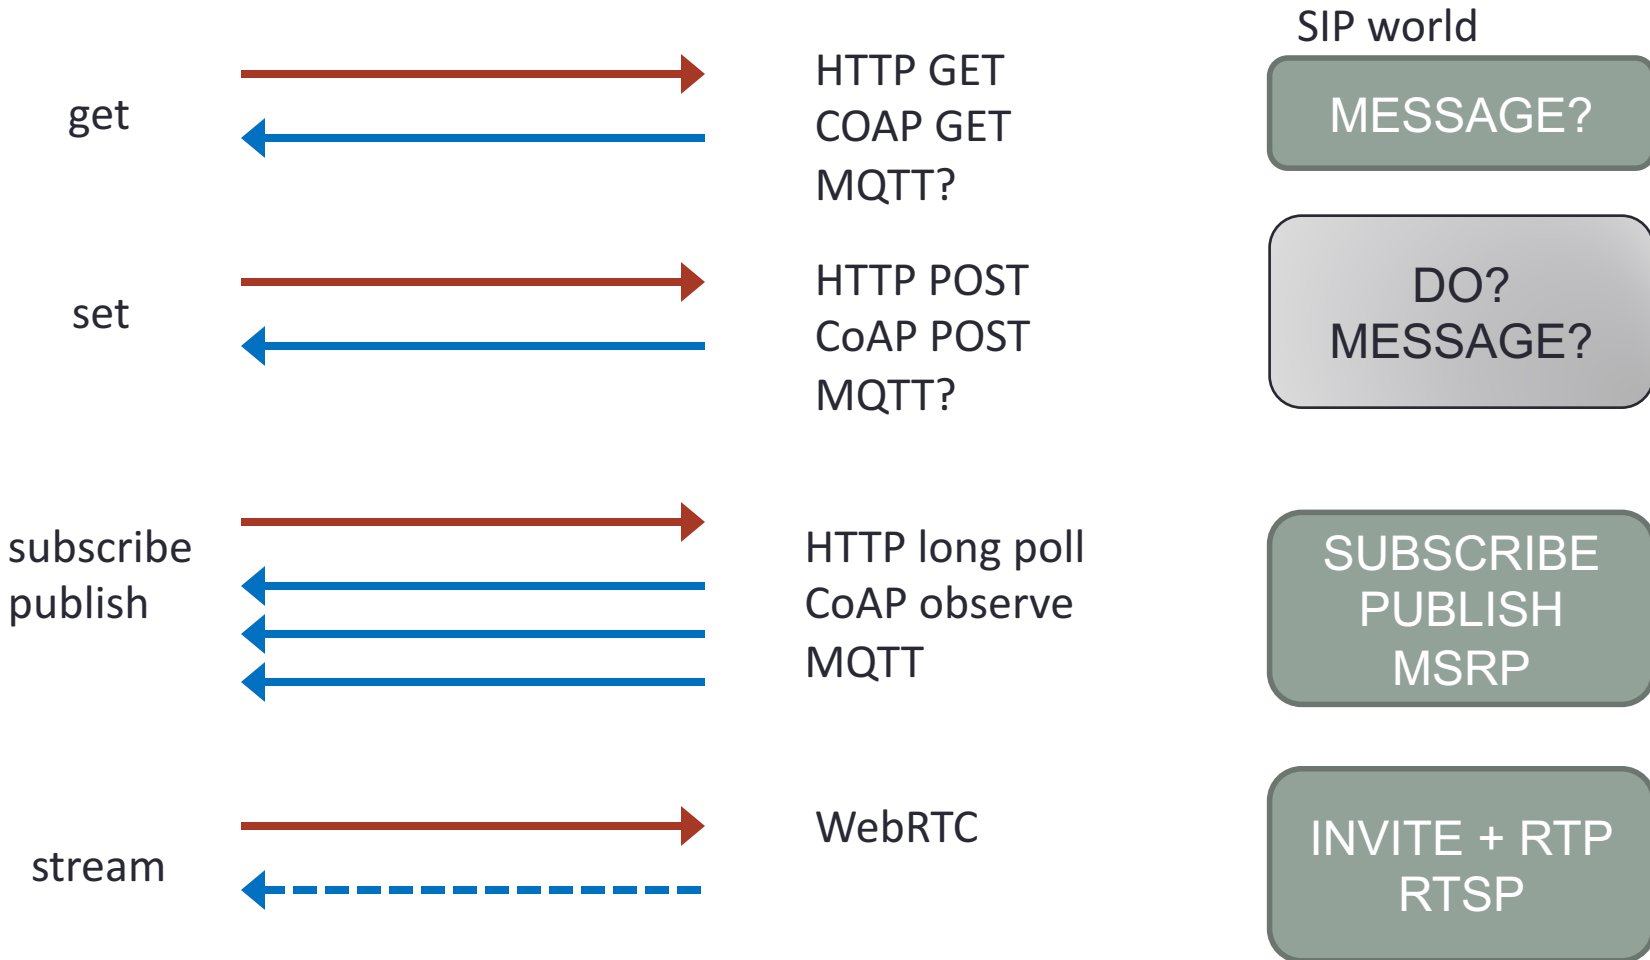 SIP world
get
HTTP GET
COAP GET
MQTT?
MESSAGE?
set
HTTP POST
CoAP POST
MQTT?
DO?
MESSAGE?
subscribe
publish
HTTP long poll
CoAP observe
MQTT
SUBSCRIBE
PUBLISH
MSRP
stream
WebRTC
INVITE + RTP
RTSP